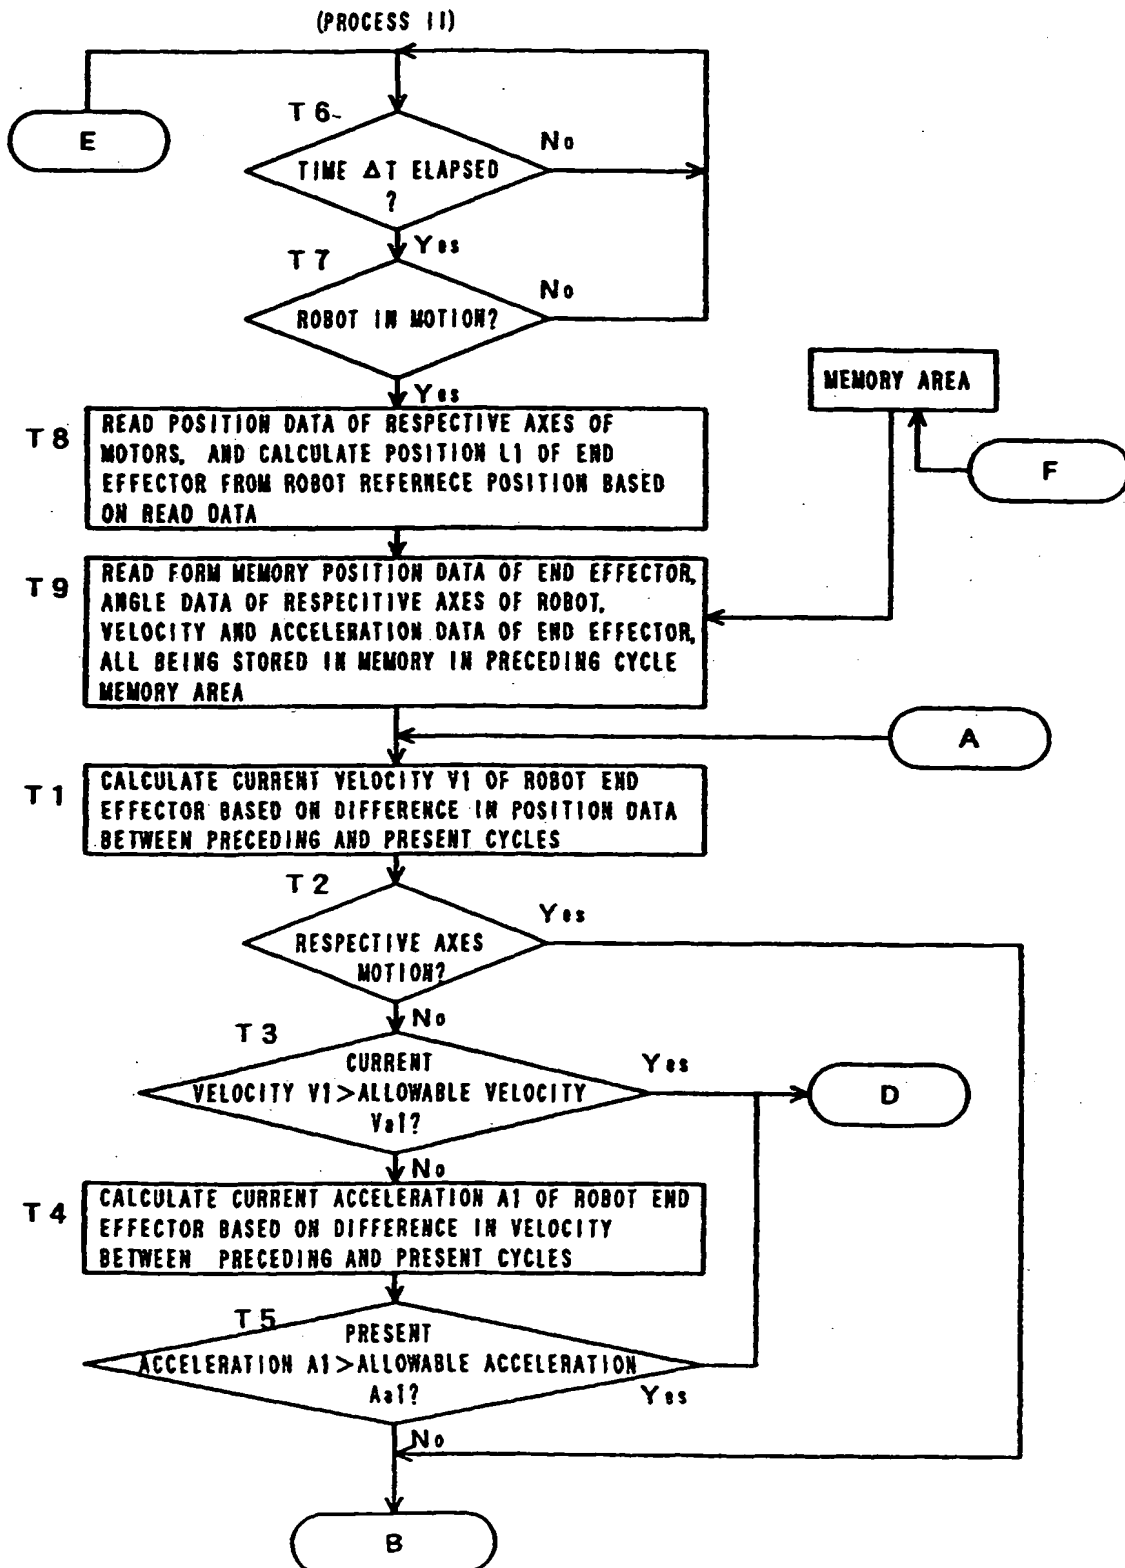 (PROCESS II)
E
T6
No
TIME ΔT ELAPSED
?
Yes
T7
No
ROBOT IN MOTION?
Yes
MEMORY AREA
F
T8
READ POSITION DATA OF RESPECTIVE AXES OF
MOTORS, AND CALCULATE POSITION L1 OF END
EFFECTOR FROM ROBOT REFERNECE POSITION BASED
ON READ DATA
T9
READ FORM MEMORY POSITION DATA OF END EFFECTOR,
ANGLE DATA OF RESPECITIVE AXES OF ROBOT,
VELOCITY AND ACCELERATION DATA OF END EFFECTOR,
ALL BEING STORED IN MEMORY IN PRECEDING CYCLE
MEMORY AREA
A
T1
CALCULATE CURRENT VELOCITY V1 OF ROBOT END
EFFECTOR BASED ON DIFFERENCE IN POSITION DATA
BETWEEN PRECEDING AND PRESENT CYCLES
T2
Yes
RESPECTIVE AXES
MOTION?
No
T3
CURRENT
VELOCITY V1>ALLOWABLE VELOCITY
Va1?
Yes
D
No
T4
CALCULATE CURRENT ACCELERATION A1 OF ROBOT END
EFFECTOR BASED ON DIFFERENCE IN VELOCITY
BETWEEN PRECEDING AND PRESENT CYCLES
T5
PRESENT
ACCELERATION A1>ALLOWABLE ACCELERATION
Aa1?
Yes
No
B